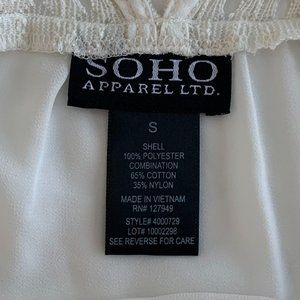 SOHO
APPAREL LTD.
S
SHELL
100% POLYESTER
COMBINATION
65% COTTON
35% NYLON
MADE IN VIETNAM
RN# 127949
STYLE# 4000729
LOT# 10002298
SEE REVERSE FOR CARE